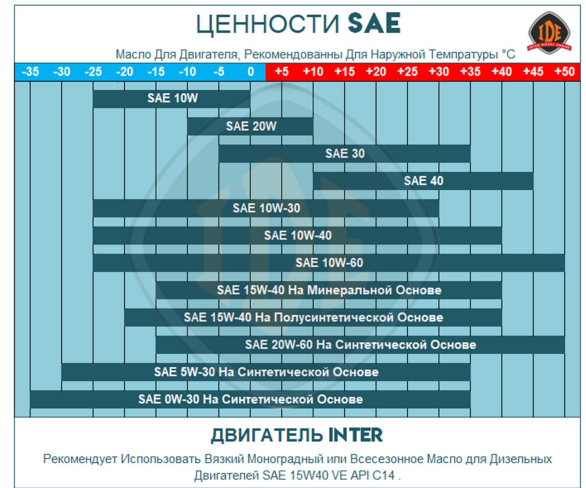 ЦЕННОСТИ SAE
IDE
Масло Для Двигателя, Рекомендованны Для Наружной Темпратуры °C
-35 -30 -25 -20 -15 -10 -5 0 +5 +10 +15 +20 +25 +30 +35 +40 +45 +50
SAE 10W
SAE 20W
SAE 30
SAE 40
SAE 10W-30
SAE 10W-40
SAE 10W-60
SAE 15W-40 На Минеральной Основе
SAE 15W-40 На Полусинтетической Основе
SAE 20W-60 На Синтетической Основе
SAE 5W-30 На Синтетической Основе
SAE 0W-30 На Синтетической Основе
IDE
ДВИГАТЕЛЬ INTER
Рекомендует Использовать Вязкий Моноградный или Всесезонное Масло для Дизельных
Двигателей SAE 15W40 VE API C14 .